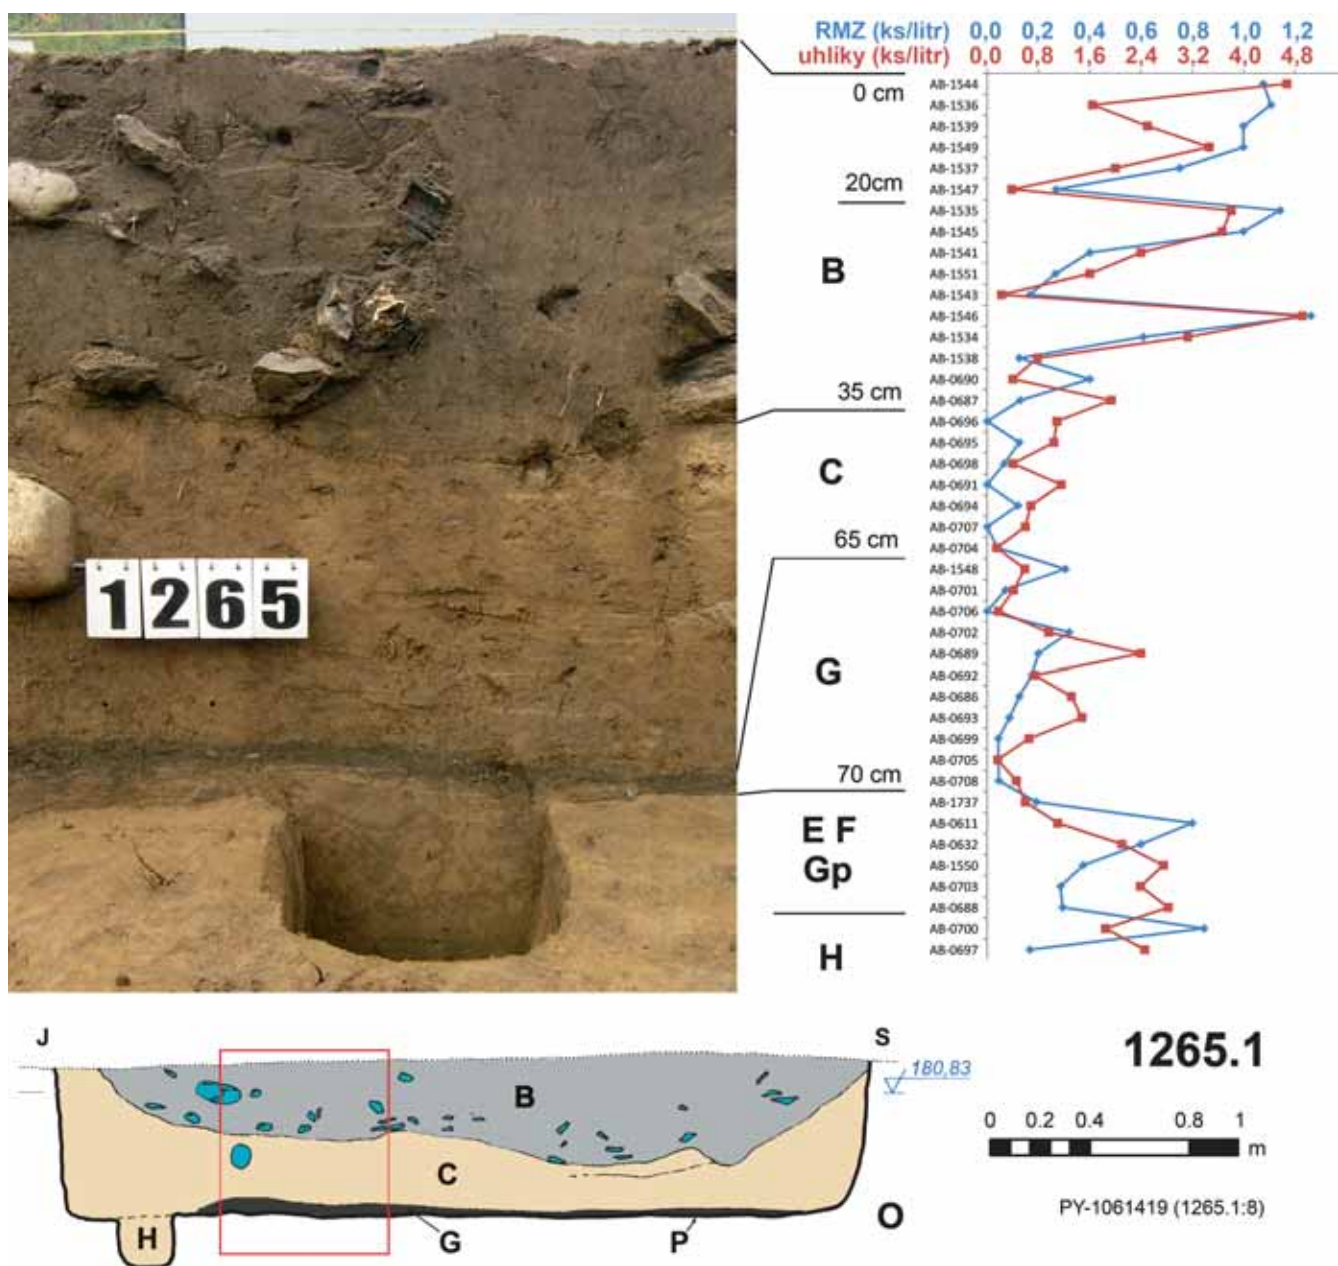 RMZ (ks/litr) 0,0 0,2 0,4 0,6 0,8 1,0 1,2
uhlíky (ks/litr) 0,0 0,8 1,6 2,4 3,2 4,0 4,8
0 cm
AB-1544
AB-1536
AB-1539
AB-1549
AB-1537
20cm
AB-1547
AB-1535
AB-1545
AB-1541
B
AB-1551
AB-1543
AB-1546
AB-1534
AB-1538
AB-0690
35 cm
AB-0687
AB-0696
AB-0695
C
AB-0698
AB-0691
AB-0694
AB-0707
65 cm
AB-0704
AB-1548
AB-0701
1265
AB-0706
AB-0702
AB-0689
G
AB-0692
AB-0686
AB-0693
AB-0699
AB-0705
70 cm
AB-0708
AB-1737
E F
AB-0611
AB-0632
Gp
AB-1550
AB-0703
AB-0688
AB-0700
H
AB-0697
J
S
1265.1
180,83
B
0 0.2 0.4 0.8 1
m
C
PY-1061419 (1265.1:8)
O
H
G
P